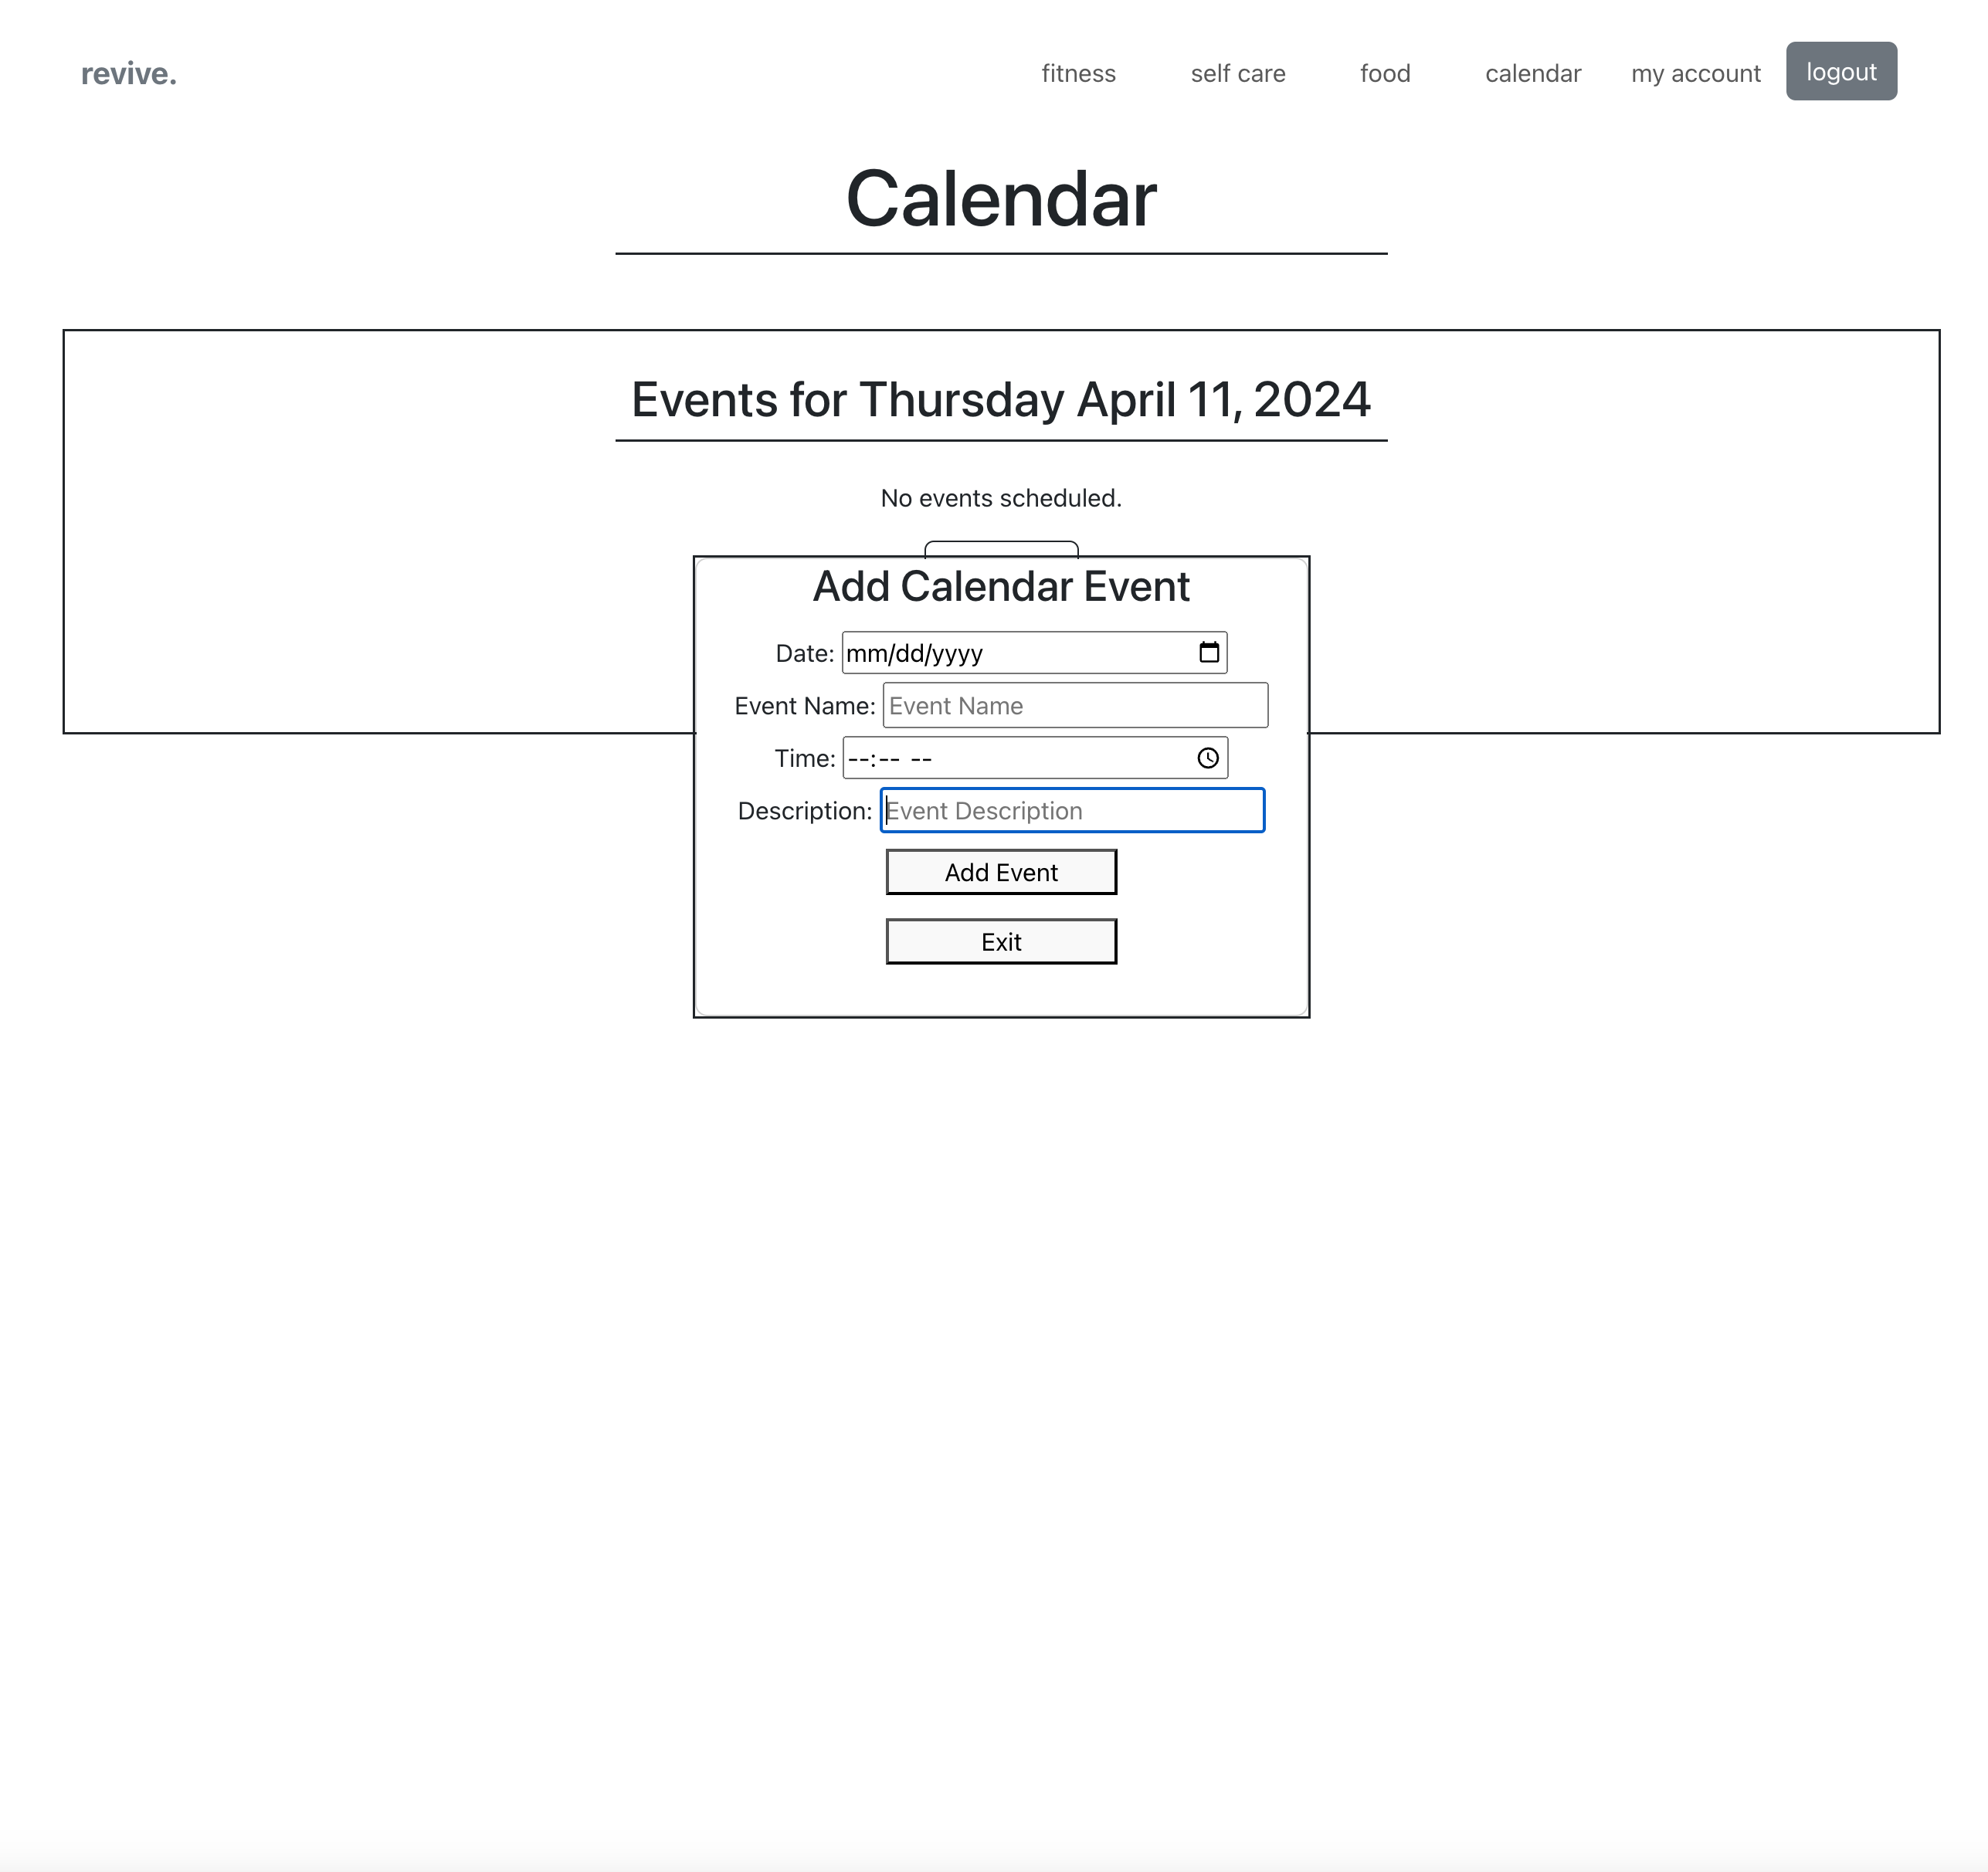 revive.
fitness self care food calendar my account logout
Calendar
Events for Thursday April 11, 2024
No events scheduled.
Add Calendar Event
Date: mm/dd/yyyy
Event Name: Event Name
Time: --:-- --
Description: Event Description
Add Event
Exit